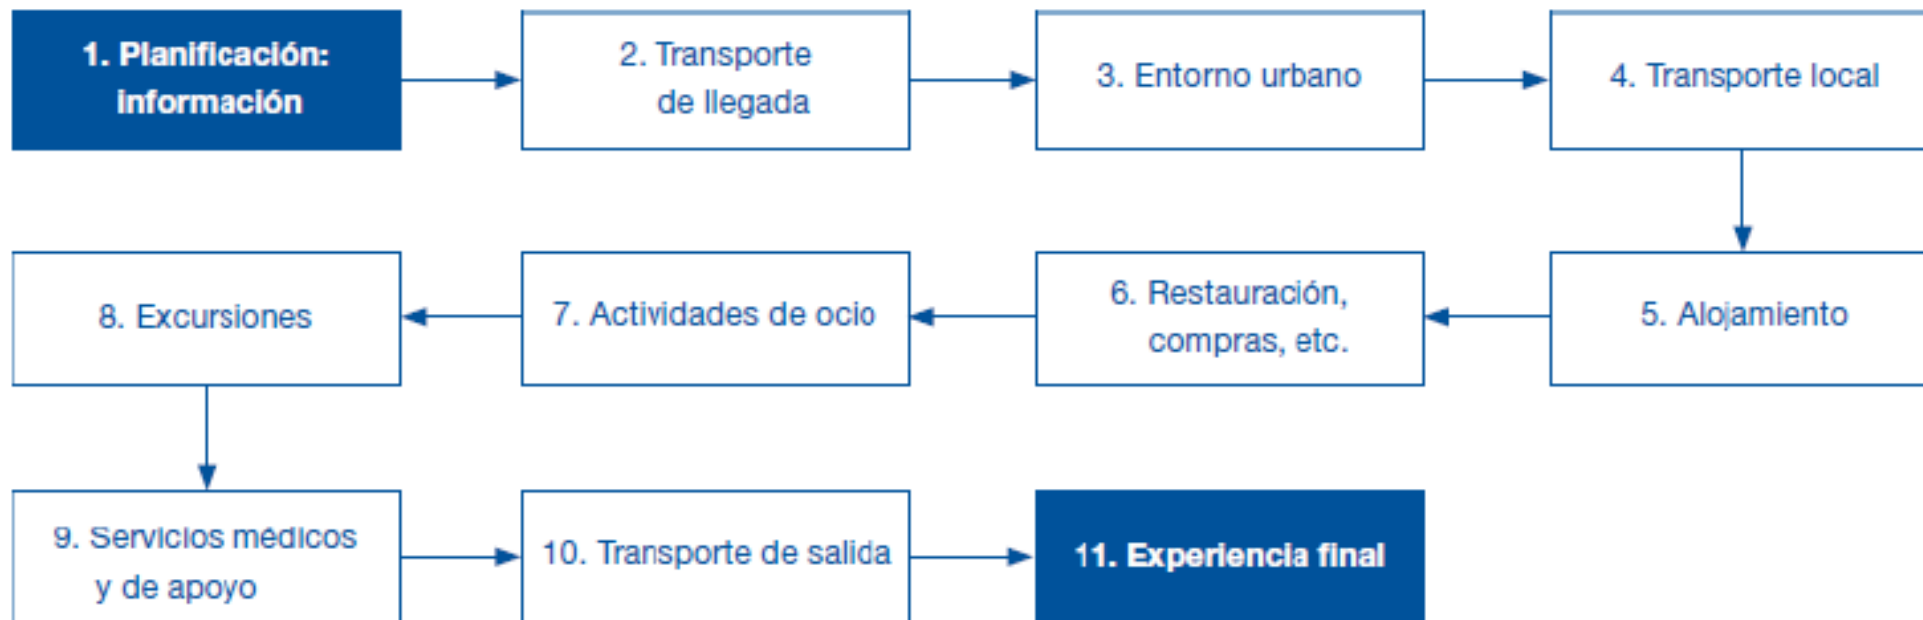 1. Planificación:
información
2. Transporte
de llegada
3. Entorno urbano
4. Transporte local
5. Alojamiento
6. Restauración,
compras, etc.
7. Actividades de ocio
8. Excursiones
9. Servicios médicos
y de apoyo
10. Transporte de salida
11. Experiencia final